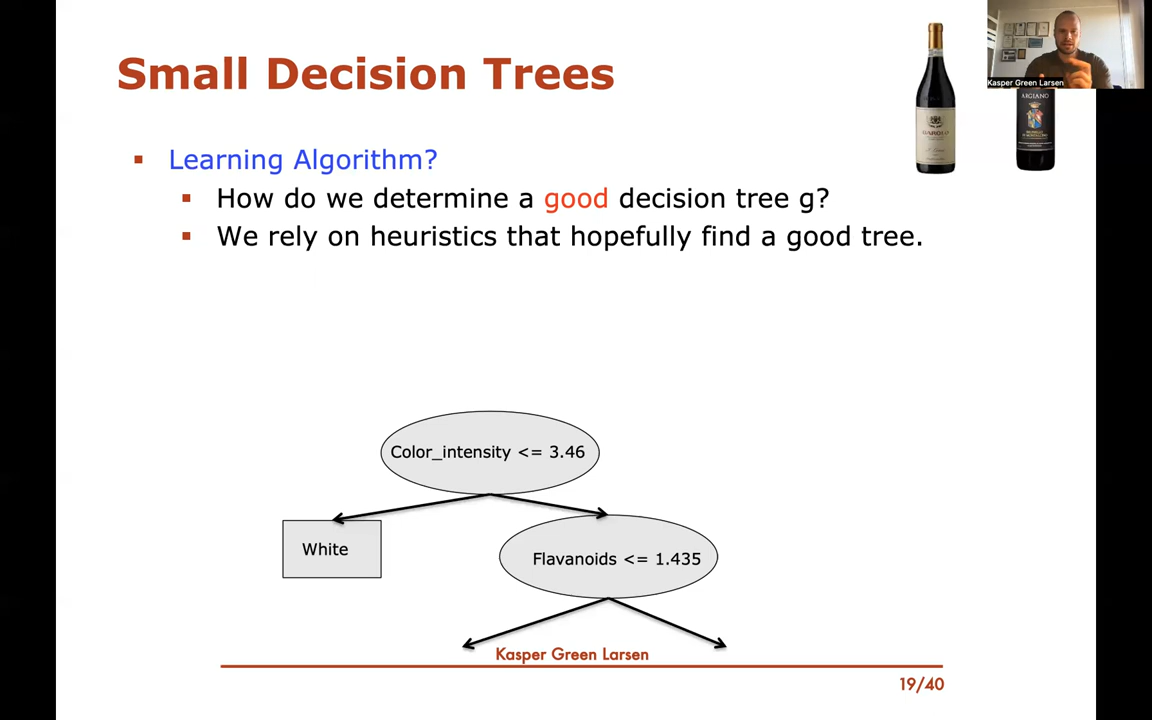 Small Decision Trees
Kasper Green Larsen
BAROLO
ARGIANO
Learning Algorithm?
How do we determine a good decision tree g?
We rely on heuristics that hopefully find a good tree.
Color_intensity <= 3.46
White
Flavanoids <= 1.435
Kasper Green Larsen
19/40